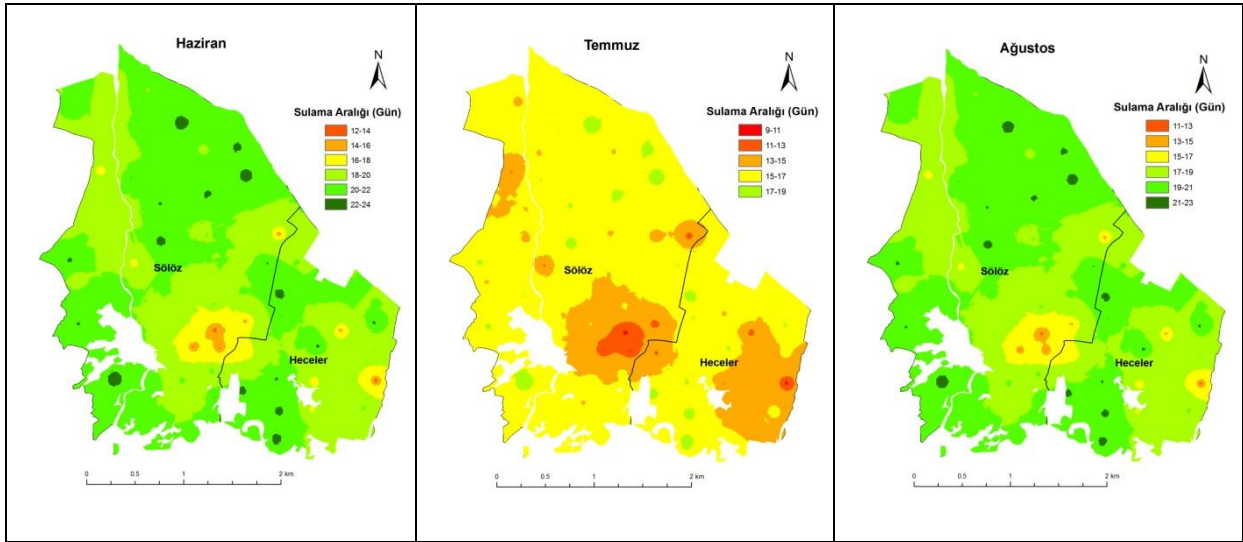 Haziran
N
Sulama Aralığı (Gün)
12-14
14-16
16-18
18-20
20-22
22-24
Sölöz
Heceler
0 0.5 1 2 km
Temmuz
N
Sulama Aralığı (Gün)
9-11
11-13
13-15
15-17
17-19
Sölöz
Heceler
0 0.5 1 2 km
Ağustos
N
Sulama Aralığı (Gün)
11-13
13-15
15-17
17-19
19-21
21-23
Sölöz
Heceler
0 0.5 1 2 km